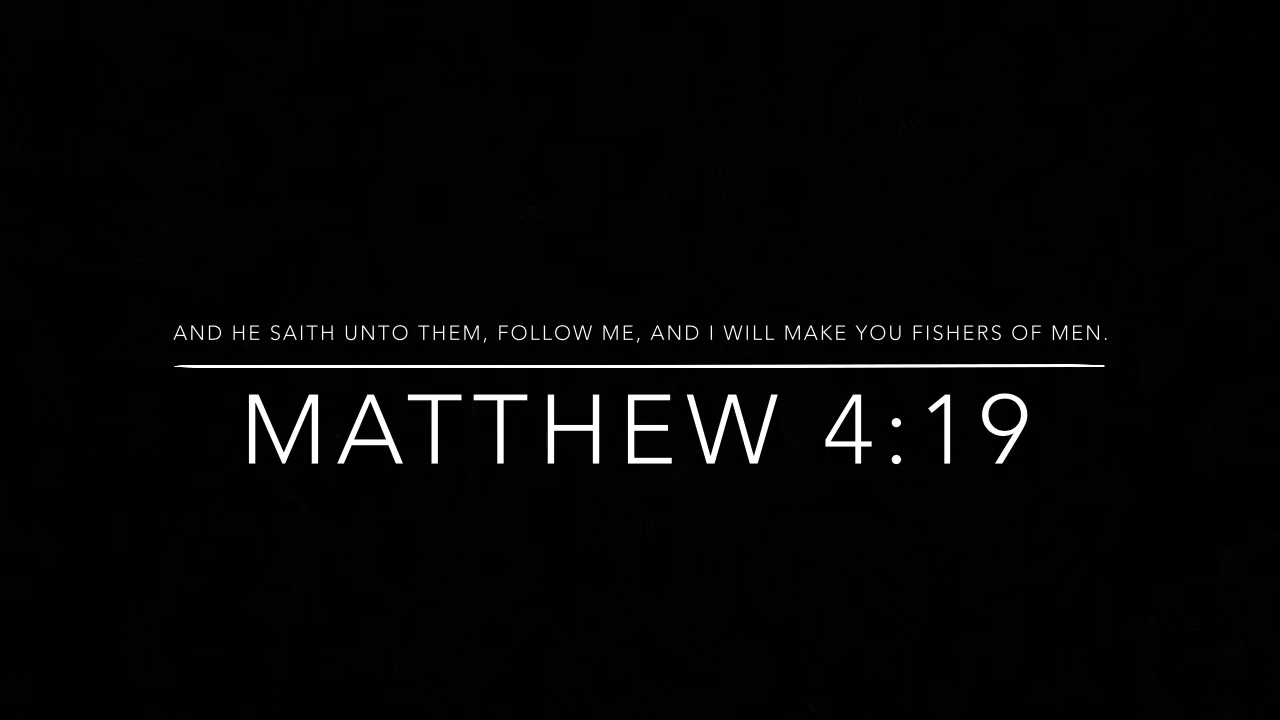 AND HE SAITH UNTO THEM, FOLLOW ME, AND I WILL MAKE YOU FISHERS OF MEN.
MATTHEW 4:19